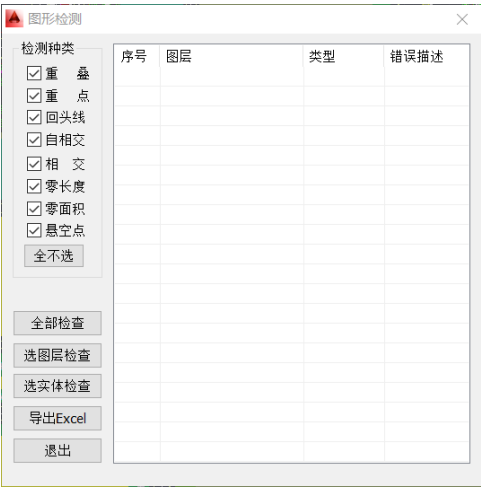 图形检测
检测种类
重 叠
重 点
回头线
自相交
相 交
零长度
零面积
悬空点
全不选
全部检查
选图层检查
选实体检查
导出Excel
退出
序号 图层 类型 错误描述